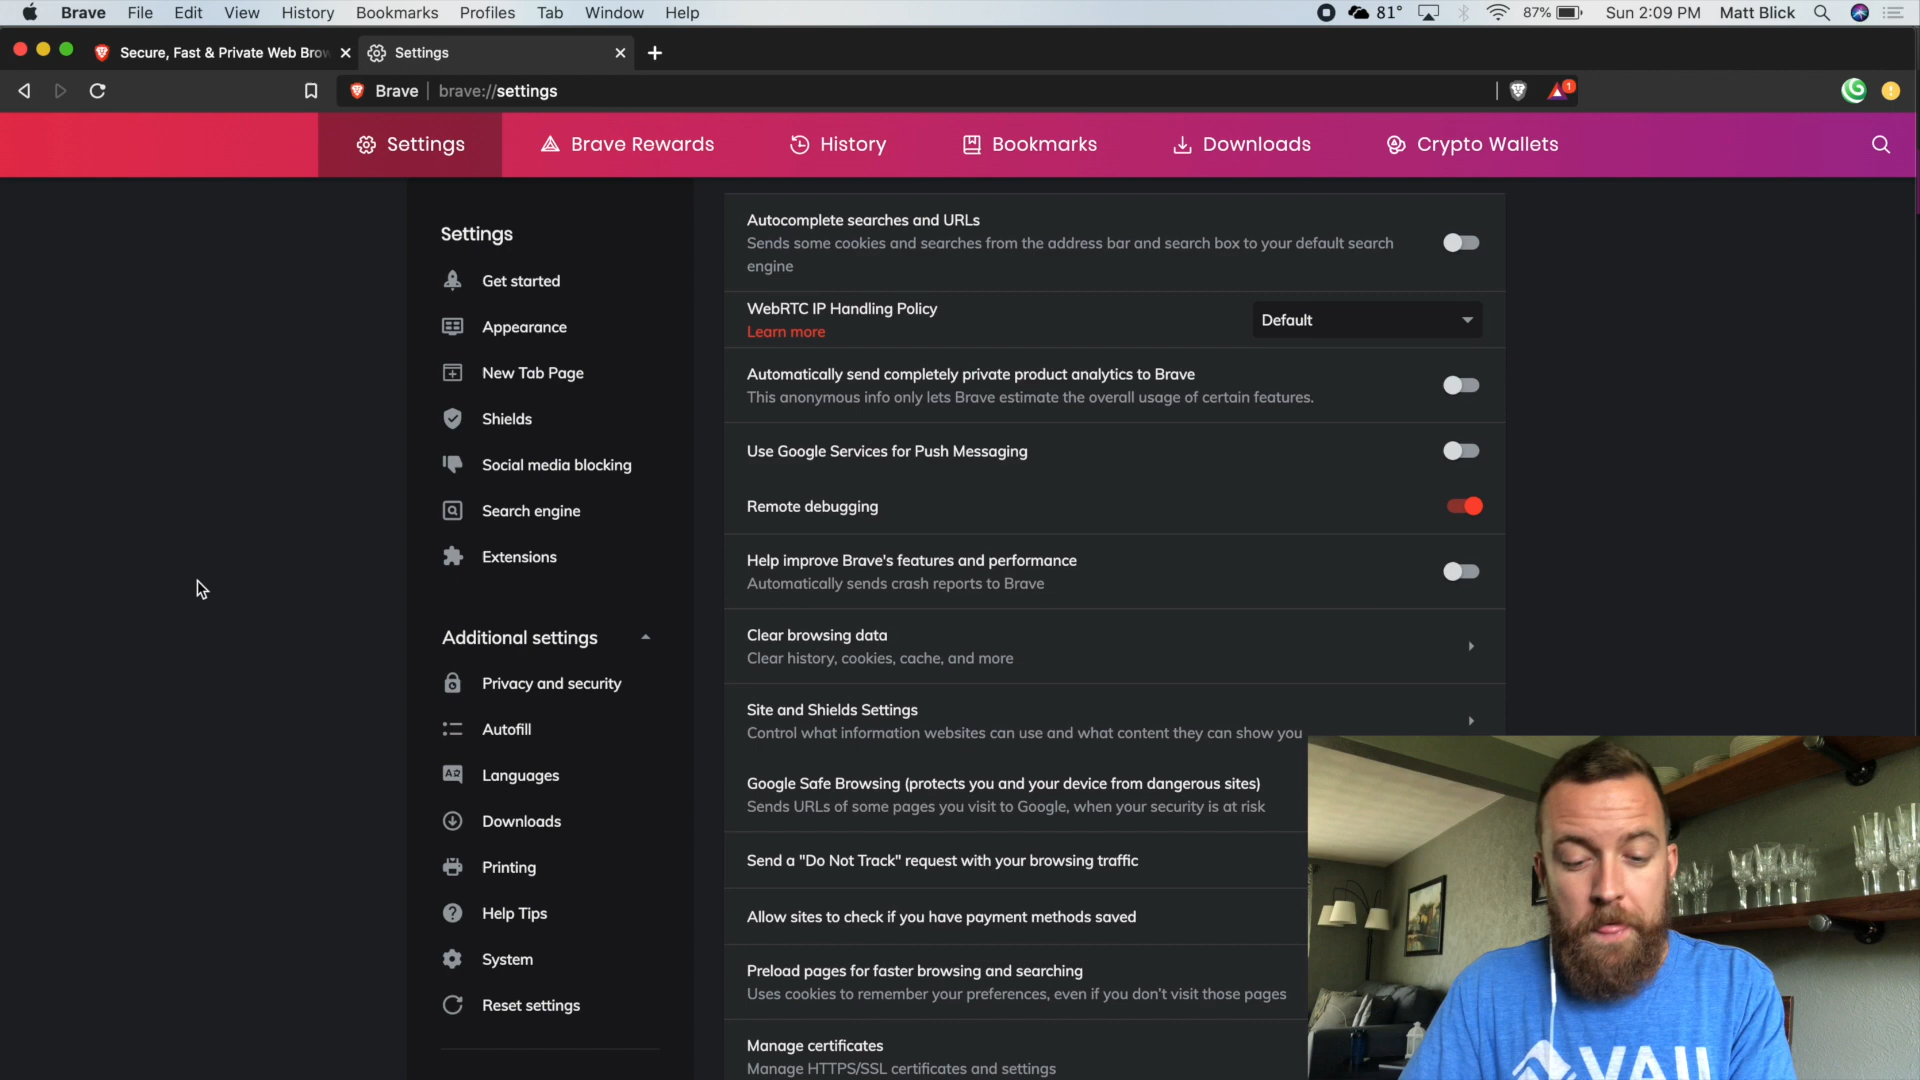 Brave File Edit View History Bookmarks Profiles Tab Window Help 81° 87% Sun 2:09 PM Matt Blick
Secure, Fast & Private Web Brow Settings
Brave brave://settings 1
Settings Brave Rewards History Bookmarks Downloads Crypto Wallets
Settings
Get started
Appearance
New Tab Page
Shields
Social media blocking
Search engine
Extensions
Additional settings
Privacy and security
Autofill
Languages
Downloads
Printing
Help Tips
System
Reset settings
Autocomplete searches and URLs
Sends some cookies and searches from the address bar and search box to your default search
engine
WebRTC IP Handling Policy
Learn more
Default
Automatically send completely private product analytics to Brave
This anonymous info only lets Brave estimate the overall usage of certain features.
Use Google Services for Push Messaging
Remote debugging
Help improve Brave's features and performance
Automatically sends crash reports to Brave
Clear browsing data
Clear history, cookies, cache, and more
Site and Shields Settings
Control what information websites can use and what content they can show you
Google Safe Browsing (protects you and your device from dangerous sites)
Sends URLs of some pages you visit to Google, when your security is at risk
Send a "Do Not Track" request with your browsing traffic
Allow sites to check if you have payment methods saved
Preload pages for faster browsing and searching
Uses cookies to remember your preferences, even if you don't visit those pages
Manage certificates
Manage HTTPS/SSL certificates and settings
VAIL